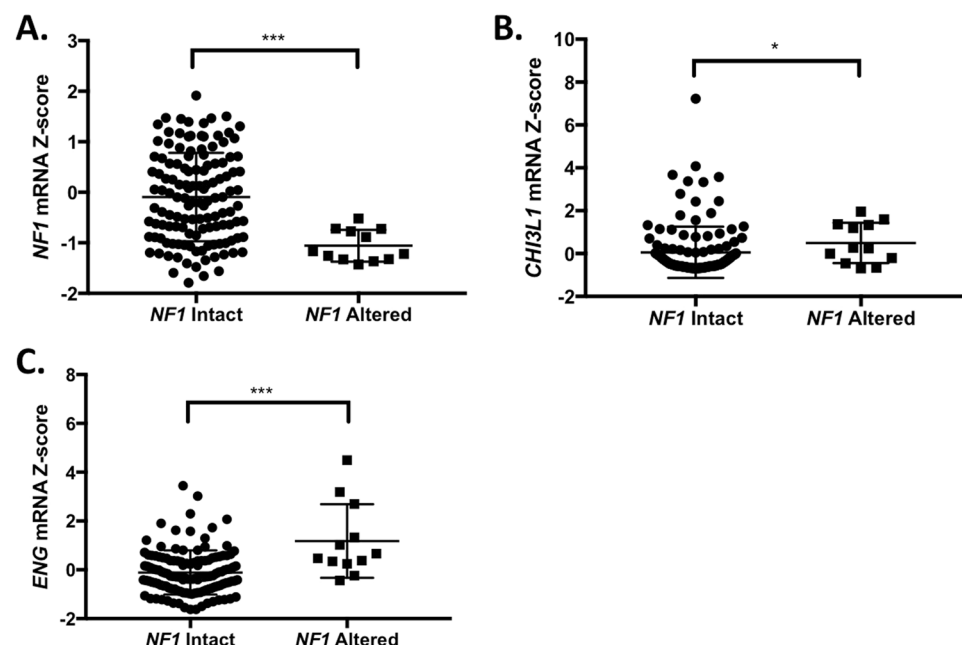 A.
NF1 mRNA Z-score
3
2
1
0
-1
-2
***
NF1 Intact
NF1 Altered
B.
CHI3L1 mRNA Z-score
10
8
6
4
2
0
-2
*
NF1 Intact
NF1 Altered
C.
ENG mRNA Z-score
8
6
4
2
0
-2
***
NF1 Intact
NF1 Altered